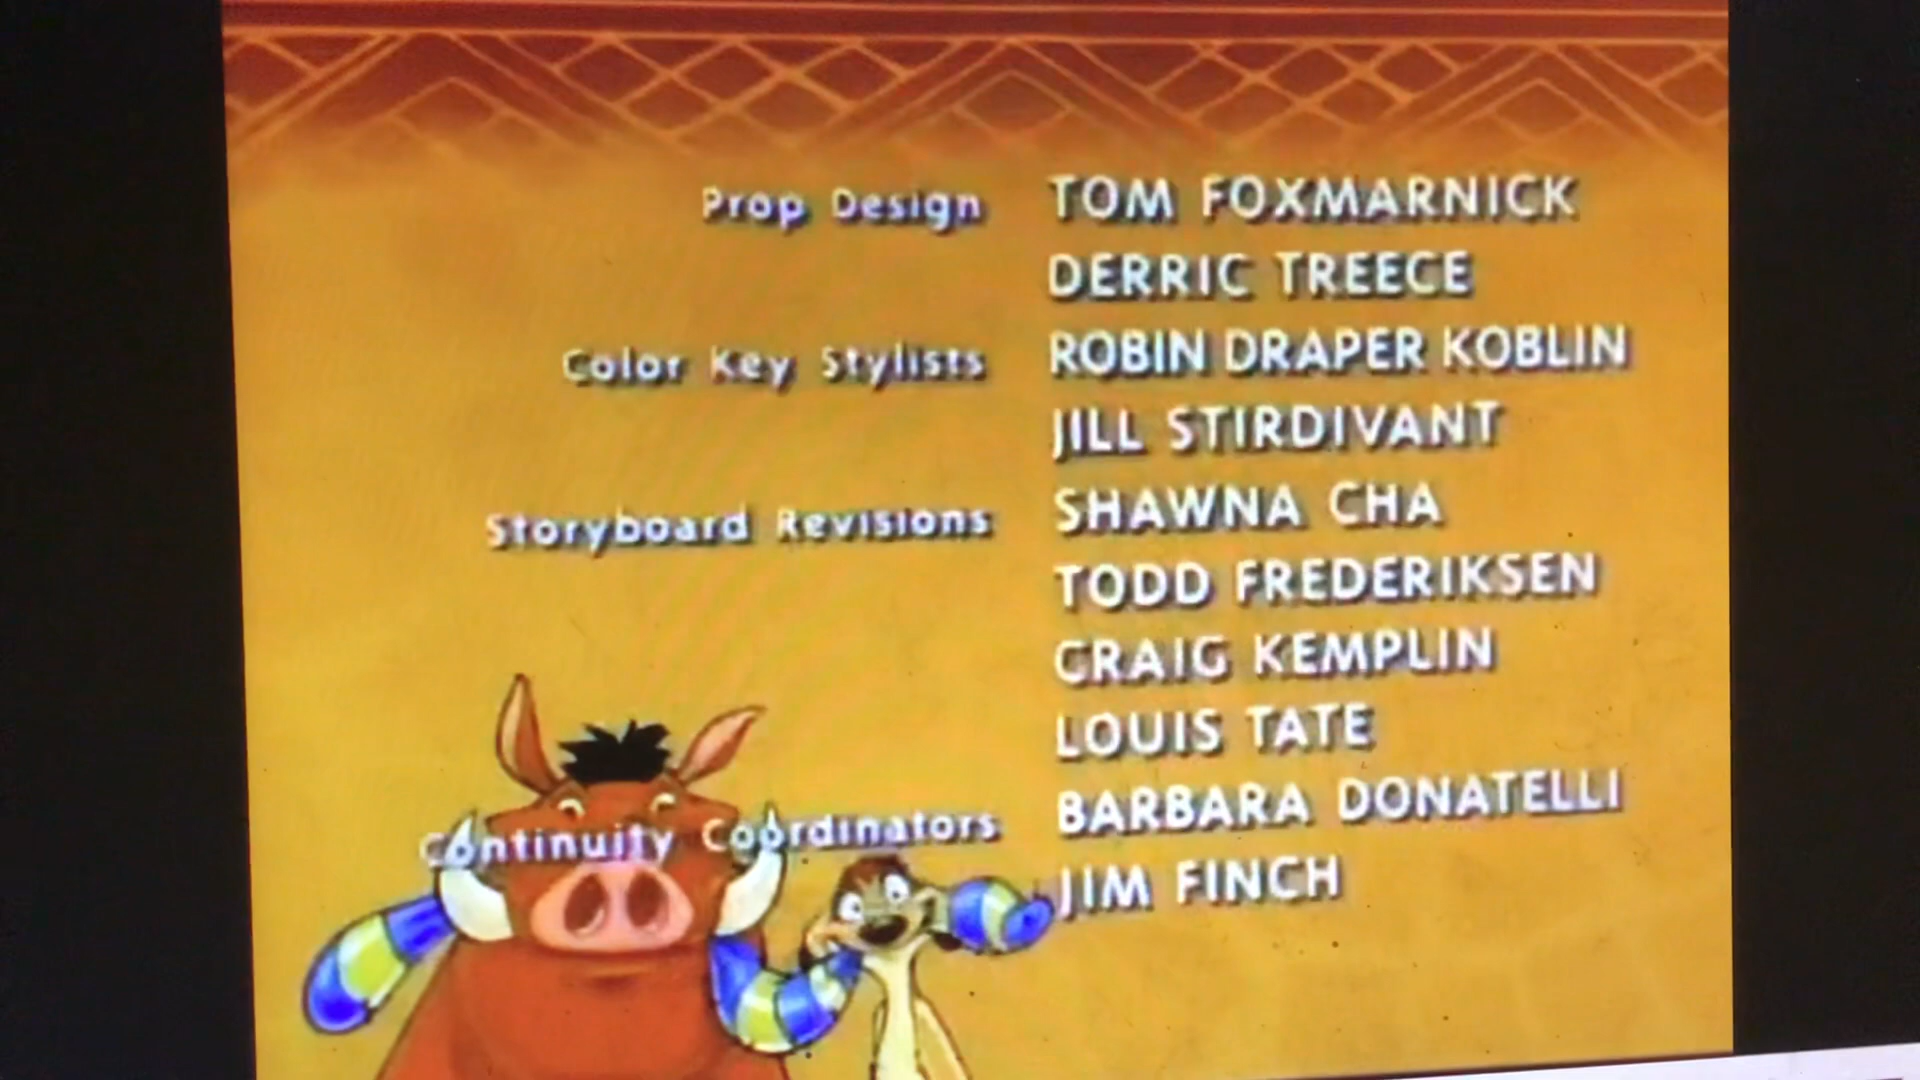 Prop Design TOM FOXMARNICK
DERRIC TREECE
Color Key Stylists ROBIN DRAPER KOBLIN
JILL STIRDIVANT
Storyboard Revisions SHAWNA CHA
TODD FREDERIKSEN
CRAIG KEMPLIN
LOUIS TATE
Continuity Coordinators BARBARA DONATELLI
JIM FINCH